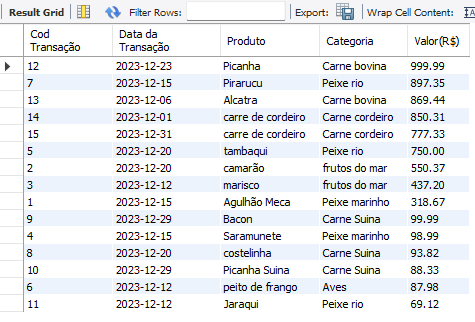 Result Grid Filter Rows: Export: Wrap Cell Content:
Cod Transação Data da Transação Produto Categoria Valor(R$)
12 2023-12-23 Picanha Carne bovina 999.99
7 2023-12-15 Pirarucu Peixe rio 897.35
13 2023-12-06 Alcatra Carne bovina 869.44
14 2023-12-01 carre de cordeiro Carne cordeiro 850.31
15 2023-12-31 carre de cordeiro Carne cordeiro 777.33
5 2023-12-20 tambaqui Peixe rio 750.00
2 2023-12-20 camarão frutos do mar 550.37
3 2023-12-12 marisco frutos do mar 437.20
1 2023-12-15 Agulhão Meca Peixe marinho 318.67
9 2023-12-29 Bacon Carne Suina 99.99
4 2023-12-15 Saramunete Peixe marinho 98.99
8 2023-12-20 costelinha Carne Suina 93.82
10 2023-12-29 Picanha Suina Carne Suina 88.33
6 2023-12-12 peito de frango Aves 87.98
11 2023-12-12 Jaraqui Peixe rio 69.12